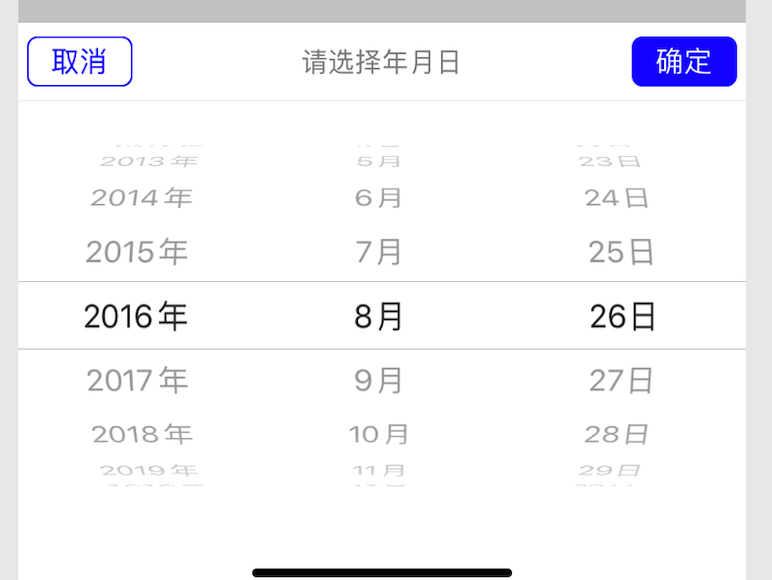 取消 请选择年月日 确定
2013年 5月 23日
2014年 6月 24日
2015年 7月 25日
2016年 8月 26日
2017年 9月 27日
2018年 10月 28日
2019年 11月 29日